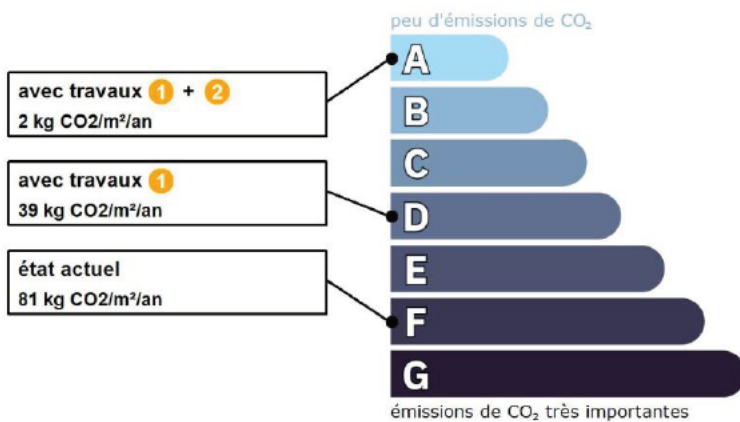 peu d'émissions de CO₂
avec travaux 1 + 2
2 kg CO2/m²/an
avec travaux 1
39 kg CO2/m²/an
état actuel
81 kg CO2/m²/an
A
B
C
D
E
F
G
émissions de CO₂ très importantes